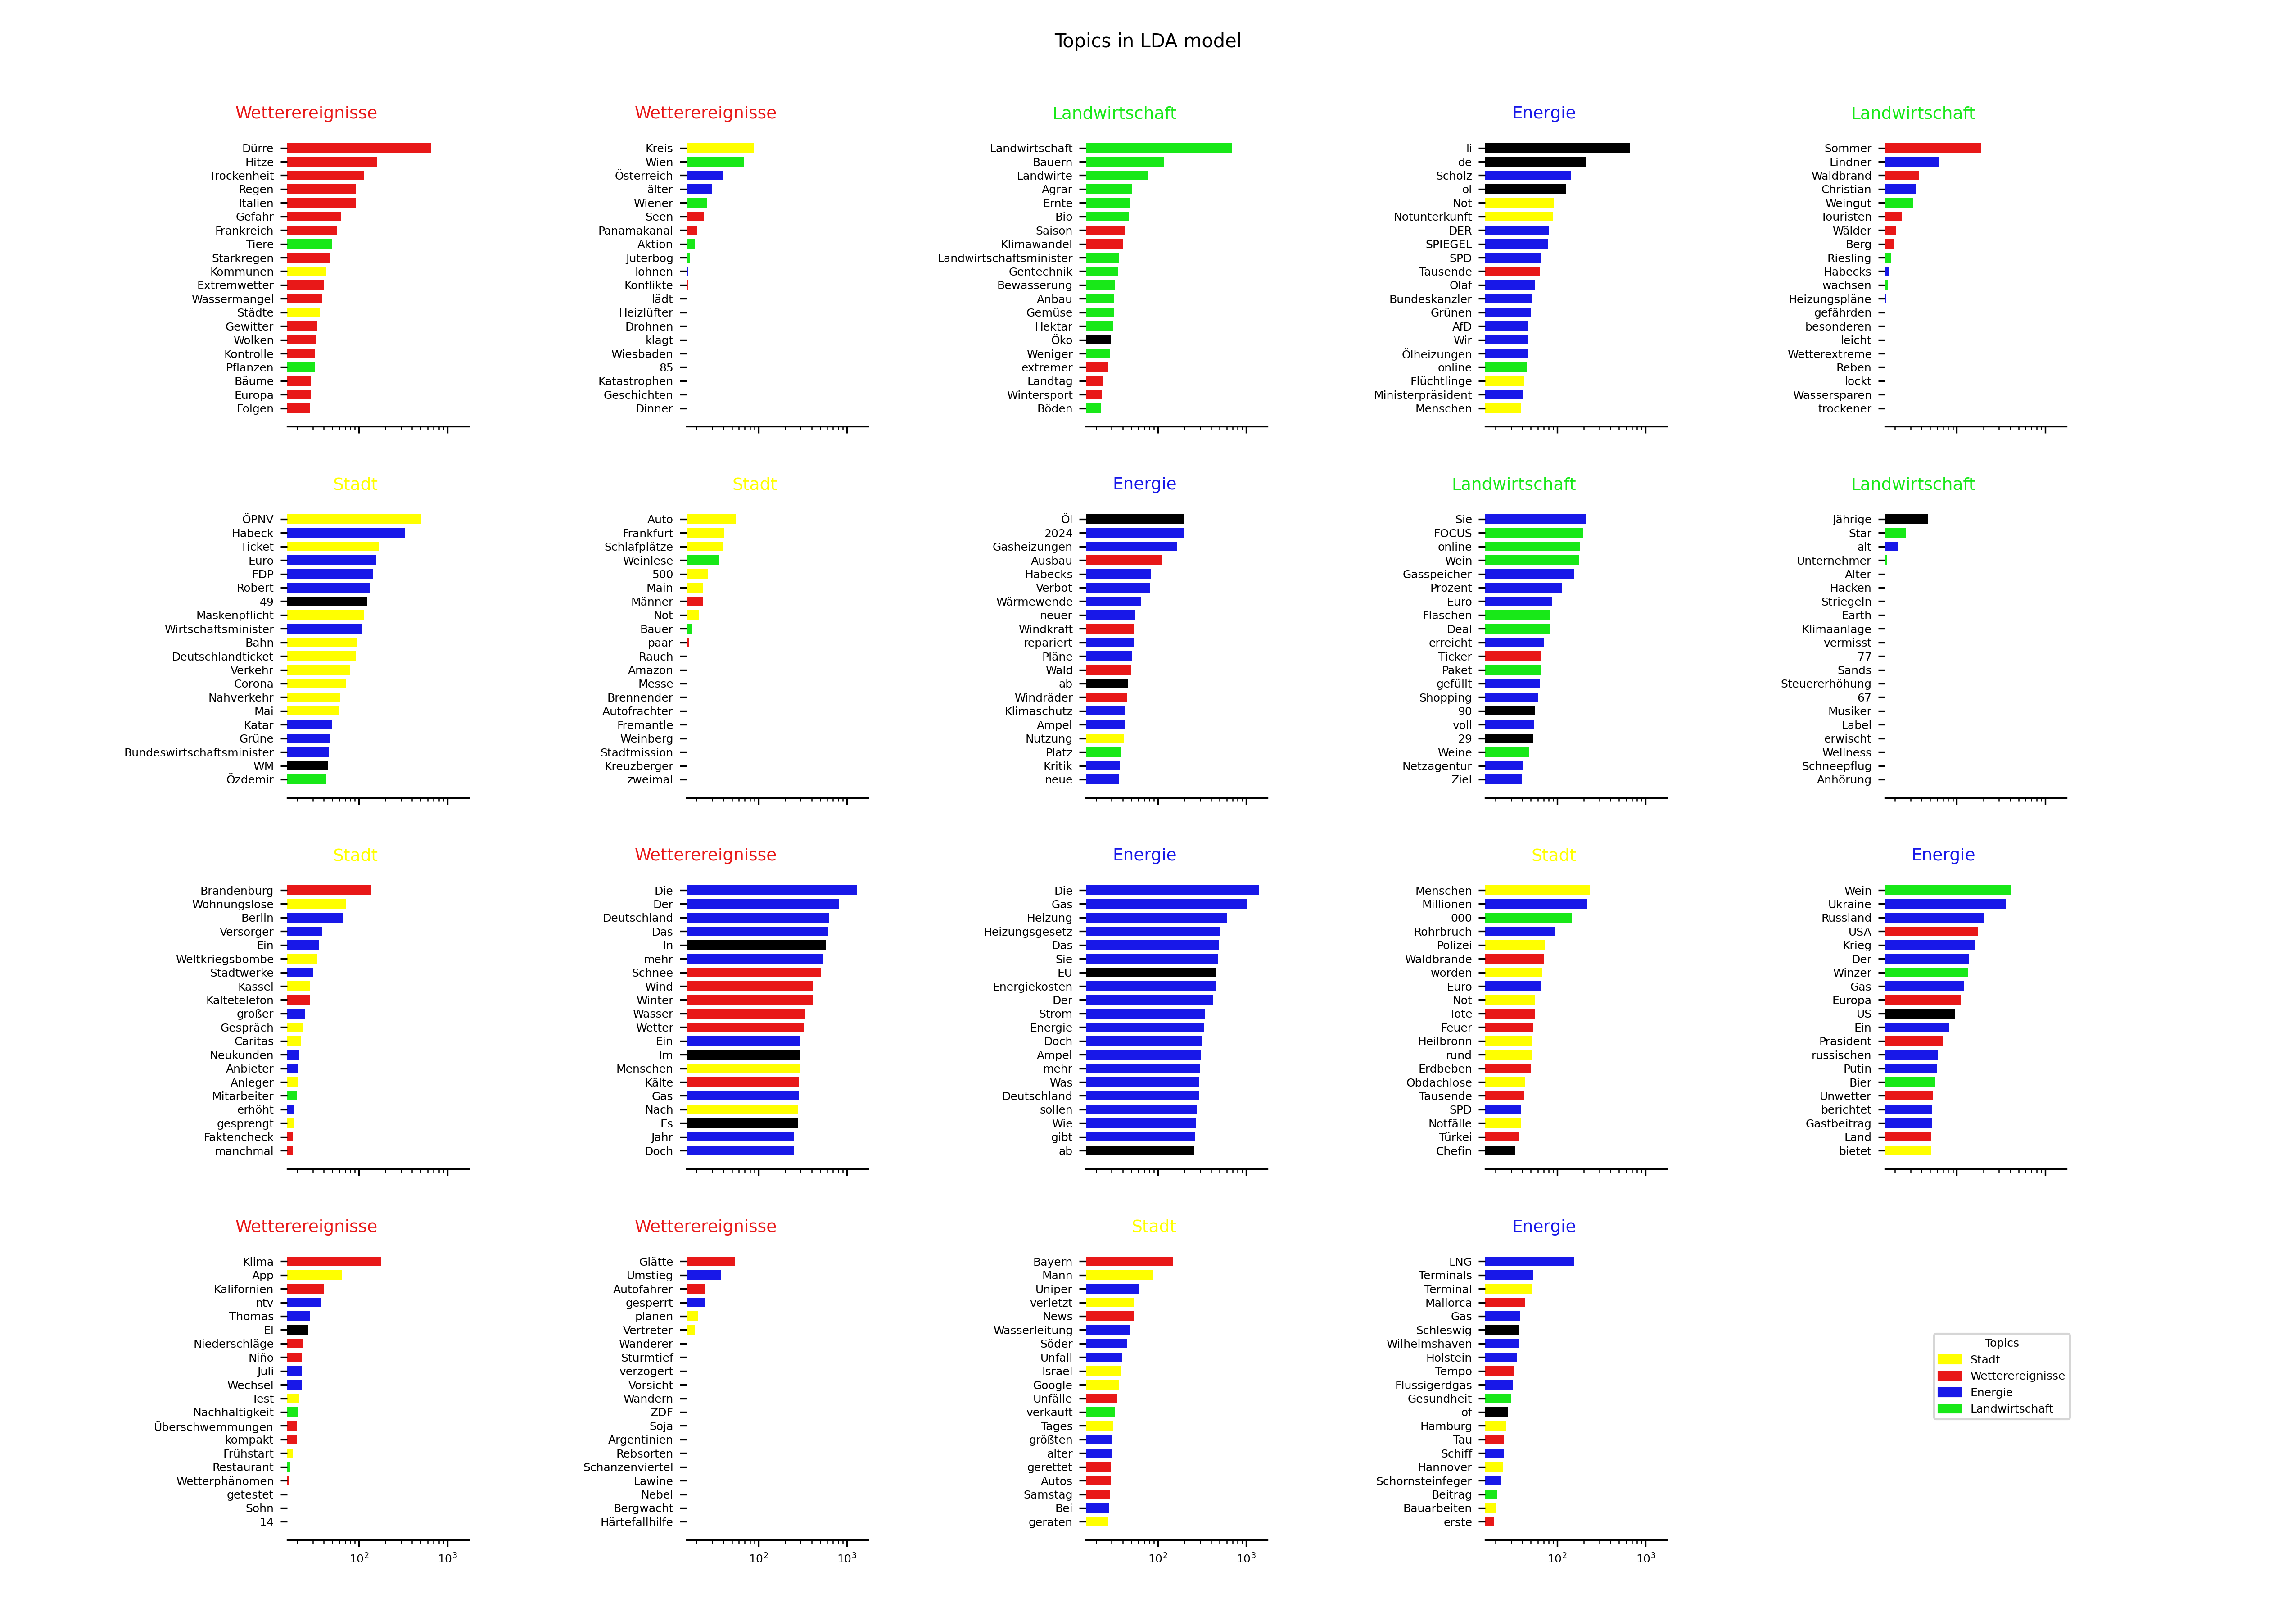 Topics in LDA model
Wetterereignisse
Dürre
Hitze
Trockenheit
Regen
Italien
Gefahr
Frankreich
Tiere
Starkregen
Kommunen
Extremwetter
Wassermangel
Städte
Gewitter
Wolken
Kontrolle
Pflanzen
Bäume
Europa
Folgen
Wetterereignisse
Kreis
Wien
Österreich
älter
Wiener
Seen
Panamakanal
Aktion
Jüterbog
lohnen
Konflikte
lädt
Heizlüfter
Drohnen
klagt
Wiesbaden
85
Katastrophen
Geschichten
Dinner
Landwirtschaft
Landwirtschaft
Bauern
Landwirte
Agrar
Ernte
Bio
Saison
Klimawandel
Landwirtschaftsminister
Gentechnik
Bewässerung
Anbau
Gemüse
Hektar
Öko
Weniger
extremer
Landtag
Wintersport
Böden
Energie
li
de
Scholz
ol
Not
Notunterkunft
DER
SPIEGEL
SPD
Tausende
Olaf
Bundeskanzler
Grünen
AfD
Wir
Ölheizungen
online
Flüchtlinge
Ministerpräsident
Menschen
Landwirtschaft
Sommer
Lindner
Waldbrand
Christian
Weingut
Touristen
Wälder
Berg
Riesling
Habecks
wachsen
Heizungspläne
gefährden
besonderen
leicht
Wetterextreme
Reben
lockt
Wassersparen
trockener
Stadt
ÖPNV
Habeck
Ticket
Euro
FDP
Robert
49
Maskenpflicht
Wirtschaftsminister
Bahn
Deutschlandticket
Verkehr
Corona
Nahverkehr
Mai
Katar
Grüne
Bundeswirtschaftsminister
WM
Özdemir
Stadt
Auto
Frankfurt
Schlafplätze
Weinlese
500
Main
Männer
Not
Bauer
paar
Rauch
Amazon
Messe
Brennender
Autofrachter
Fremantle
Weinberg
Stadtmission
Kreuzberger
zweimal
Energie
Öl
2024
Gasheizungen
Ausbau
Habecks
Verbot
Wärmewende
neuer
Windkraft
repariert
Pläne
Wald
ab
Windräder
Klimaschutz
Ampel
Nutzung
Platz
Kritik
neue
Landwirtschaft
Sie
FOCUS
online
Wein
Gasspeicher
Prozent
Euro
Flaschen
Deal
erreicht
Ticker
Paket
gefüllt
Shopping
90
voll
29
Weine
Netzagentur
Ziel
Landwirtschaft
Jährige
Star
alt
Unternehmer
Alter
Hacken
Striegeln
Earth
Klimaanlage
vermisst
77
Sands
Steuererhöhung
67
Musiker
Label
erwischt
Wellness
Schneepflug
Anhörung
Stadt
Brandenburg
Wohnungslose
Berlin
Versorger
Ein
Weltkriegsbombe
Stadtwerke
Kassel
Kältetelefon
großer
Gespräch
Caritas
Neukunden
Anbieter
Anleger
Mitarbeiter
erhöht
gesprengt
Faktencheck
manchmal
Wetterereignisse
Die
Der
Deutschland
Das
In
mehr
Schnee
Wind
Winter
Wasser
Wetter
Ein
Im
Menschen
Kälte
Gas
Nach
Es
Jahr
Doch
Energie
Die
Gas
Heizung
Heizungsgesetz
Das
Sie
EU
Energiekosten
Der
Strom
Energie
Doch
Ampel
mehr
Was
Deutschland
sollen
Wie
gibt
ab
Stadt
Menschen
Millionen
000
Rohrbruch
Polizei
Waldbrände
worden
Euro
Not
Tote
Feuer
Heilbronn
rund
Erdbeben
Obdachlose
Tausende
SPD
Notfälle
Türkei
Chefin
Energie
Wein
Ukraine
Russland
USA
Krieg
Der
Winzer
Gas
Europa
US
Ein
Präsident
russischen
Putin
Bier
Unwetter
berichtet
Gastbeitrag
Land
bietet
Wetterereignisse
Klima
App
Kalifornien
ntv
Thomas
El
Niederschläge
Niño
Juli
Wechsel
Test
Nachhaltigkeit
Überschwemmungen
kompakt
Frühstart
Restaurant
Wetterphänomen
getestet
Sohn
14
10²
10³
Wetterereignisse
Glätte
Umstieg
Autofahrer
gesperrt
planen
Vertreter
Wanderer
Sturmtief
verzögert
Vorsicht
Wandern
ZDF
Soja
Argentinien
Rebsorten
Schanzenviertel
Lawine
Nebel
Bergwacht
Härtefallhilfe
10²
10³
Stadt
Bayern
Mann
Uniper
verletzt
News
Wasserleitung
Söder
Unfall
Israel
Google
Unfälle
verkauft
Tages
größten
alter
gerettet
Autos
Samstag
Bei
geraten
10²
10³
Energie
LNG
Terminals
Terminal
Mallorca
Gas
Schleswig
Wilhelmshaven
Holstein
Tempo
Flüssigerdgas
Gesundheit
of
Hamburg
Tau
Schiff
Hannover
Schornsteinfeger
Beitrag
Bauarbeiten
erste
10²
10³
Topics
Stadt
Wetterereignisse
Energie
Landwirtschaft